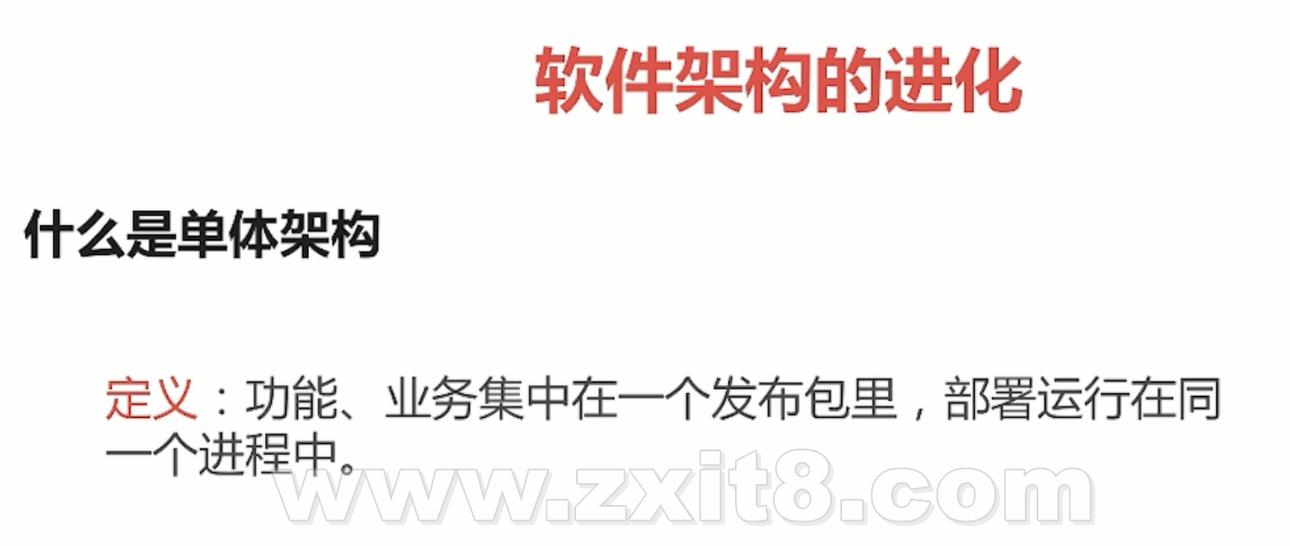 软件架构的进化
什么是单体架构
定义：功能、业务集中在一个发布包里，部署运行在同
一个进程中。
www.zxit8.com